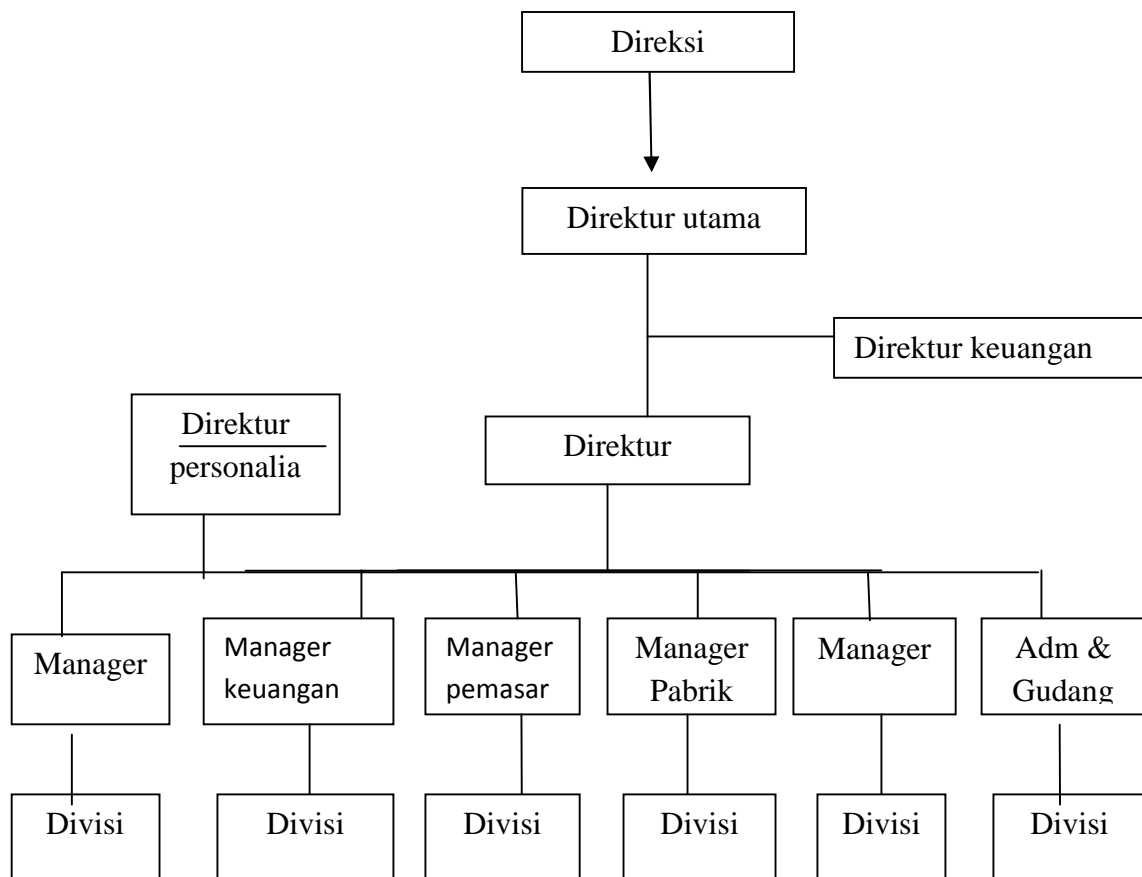 Direksi
Direktur utama
Direktur keuangan
Direktur
personalia
Direktur
Manager
Manager
keuangan
Manager
pemasar
Manager
Pabrik
Manager
Adm &
Gudang
Divisi
Divisi
Divisi
Divisi
Divisi
Divisi